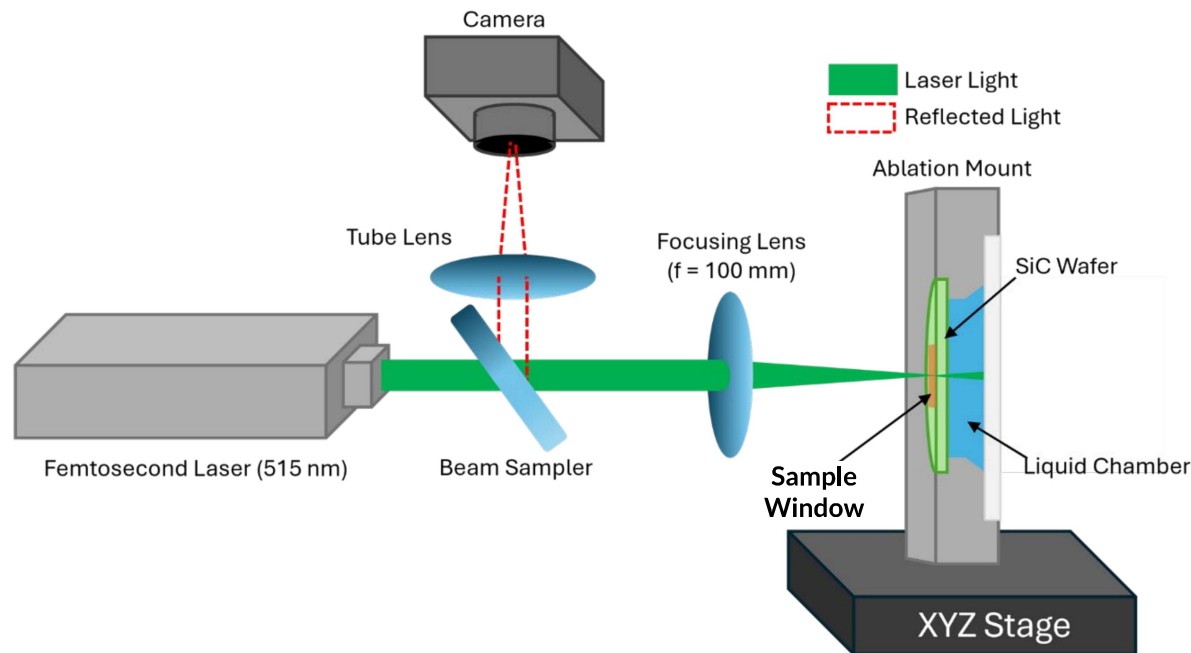 Camera
Laser Light
Reflected Light
Ablation Mount
Tube Lens
Focusing Lens
(f = 100 mm)
SiC Wafer
Femtosecond Laser (515 nm)
Beam Sampler
Sample
Window
Liquid Chamber
XYZ Stage